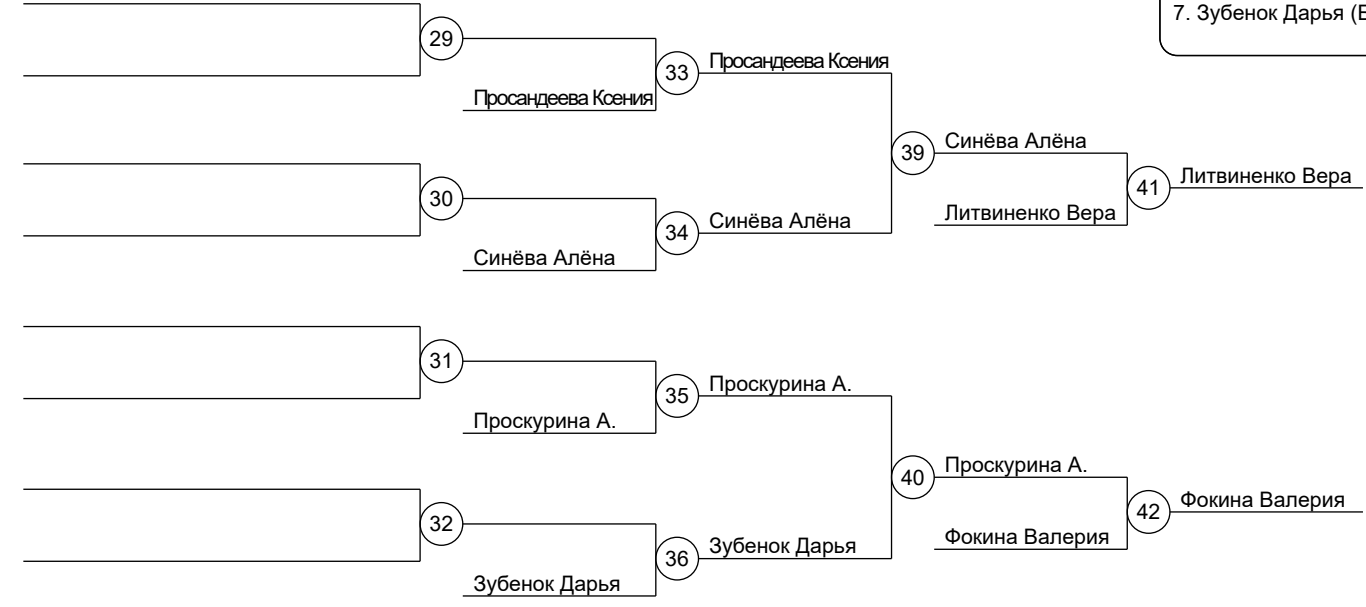 7. Зубенок Дарья (В
29
33
Просандеева Ксения
Просандеева Ксения
39
Синёва Алёна
41
Литвиненко Вера
30
34
Синёва Алёна
Литвиненко Вера
Синёва Алёна
31
35
Проскурина А.
Проскурина А.
40
Проскурина А.
42
Фокина Валерия
32
36
Зубенок Дарья
Фокина Валерия
Зубенок Дарья